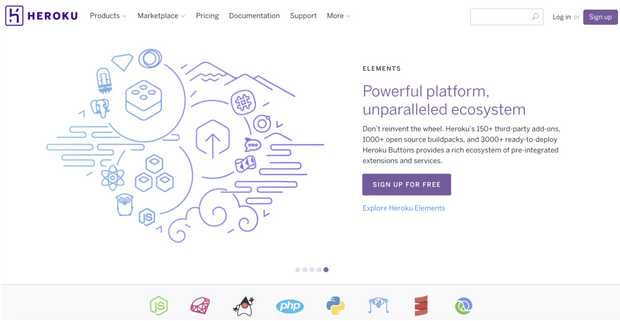 HEROKU
Products Marketplace Pricing Documentation Support More
Log in or Sign up
ELEMENTS
Powerful platform,
unparalleled ecosystem
Don't reinvent the wheel. Heroku's 150+ third-party add-ons,
1000+ open source buildpacks, and 3000+ ready-to-deploy
Heroku Buttons provides a rich ecosystem of pre-integrated
extensions and services.
SIGN UP FOR FREE
Explore Heroku Elements
JS
JS
php